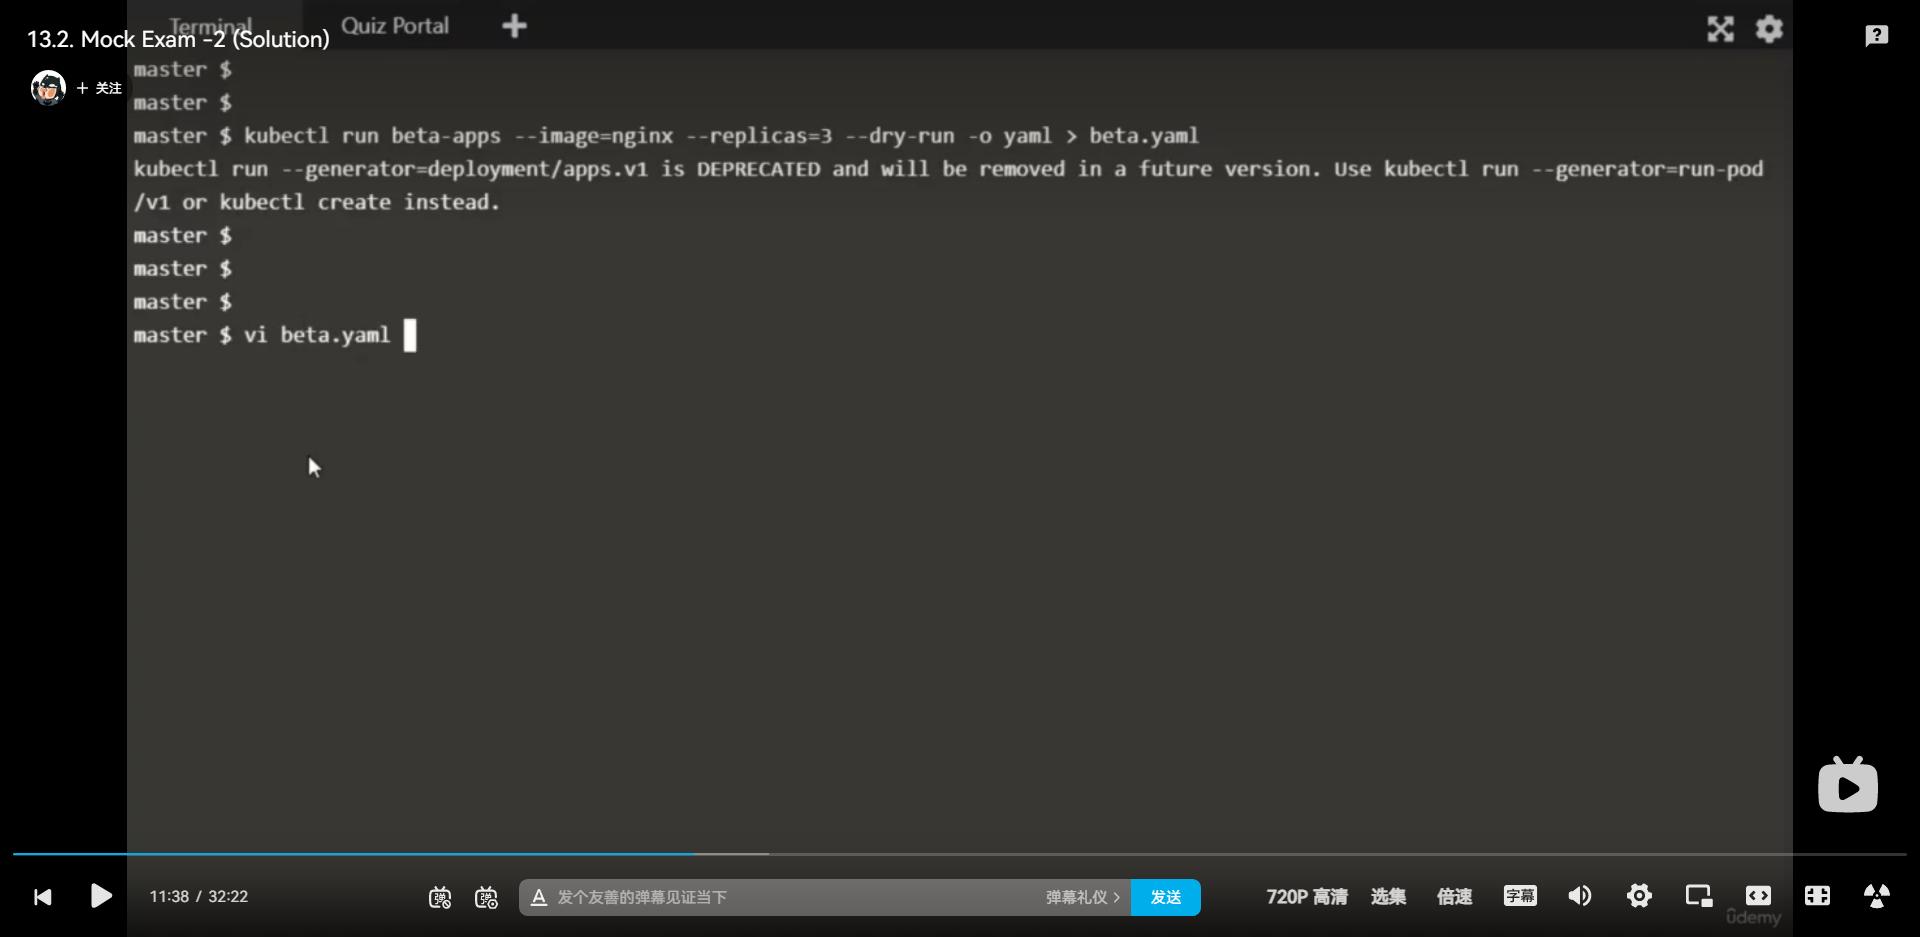 Terminal
Quiz Portal
13.2. Mock Exam -2 (Solution)
+ 关注
master $
master $
master $ kubectl run beta-apps --image=nginx --replicas=3 --dry-run -o yaml > beta.yaml
kubectl run --generator=deployment/apps.v1 is DEPRECATED and will be removed in a future version. Use kubectl run --generator=run-pod
/v1 or kubectl create instead.
master $
master $
master $
master $ vi beta.yaml
11:38 / 32:22
弹
弹
A 发个友善的弹幕见证当下
弹幕礼仪 >
发送
720P 高清
选集
倍速
字幕
ûdemy